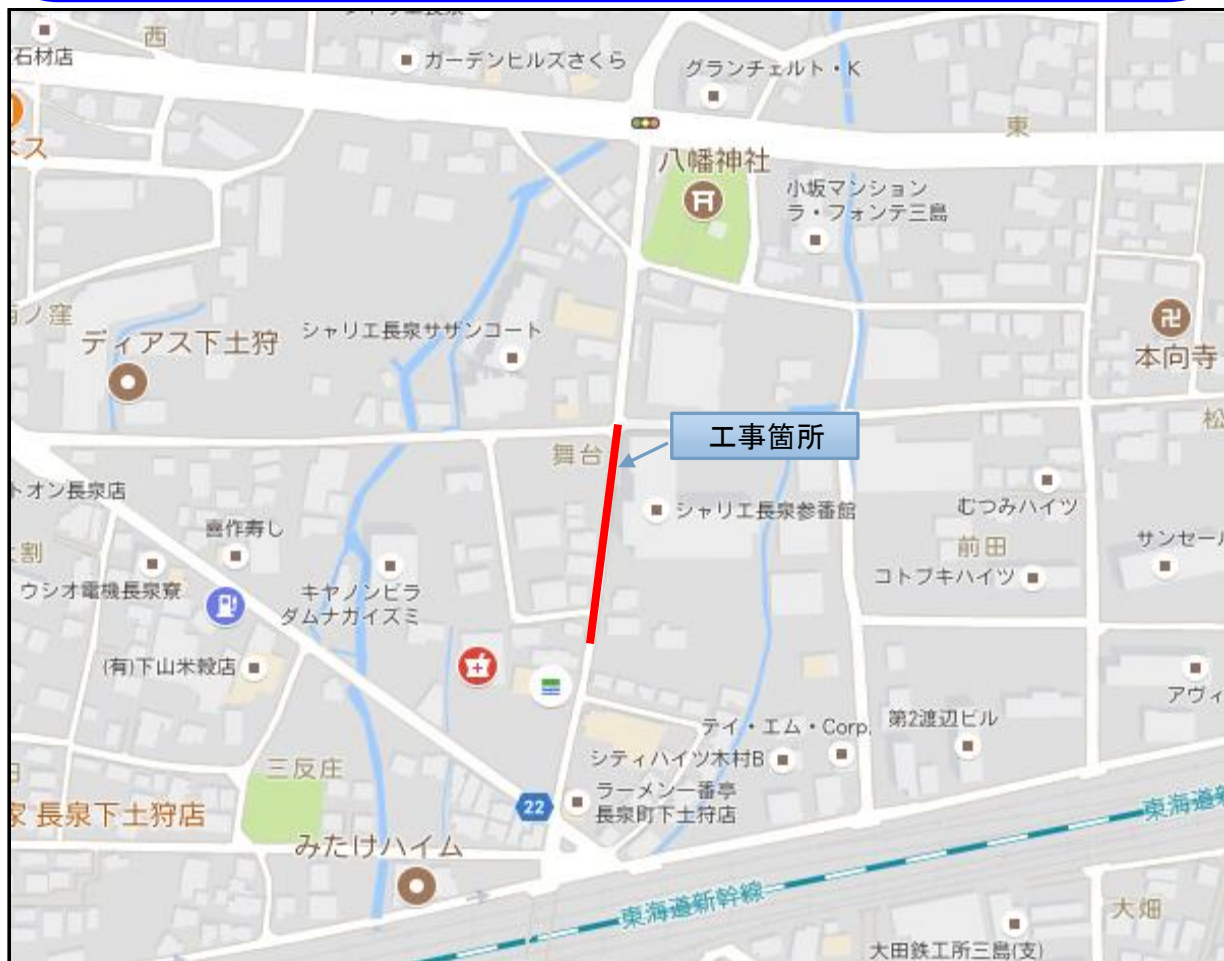 西
石材店
ガーデンヒルズさくら
グランチェルト・K
東
八幡神社
小坂マンション
ラ・フォンテ三島
シャリエ長泉サザンコート
ディアス下土狩
本向寺
工事箇所
舞台
松
トオン長泉店
シャリエ長泉参番館
むつみハイツ
喜作寿し
前田
サンセール
ウシオ電機長泉寮
キヤノンビラ
ダムナガイズミ
コトブキハイツ
(有)下山米穀店
アヴィ
テイ・エム・Corp.
第2渡辺ビル
三反庄
シティハイツ木村B
22
ラーメン一番亭
長泉町下土狩店
家 長泉下土狩店
東海道新
みたけハイム
東海道新幹線
大畑
大田鉄工所三島(支)